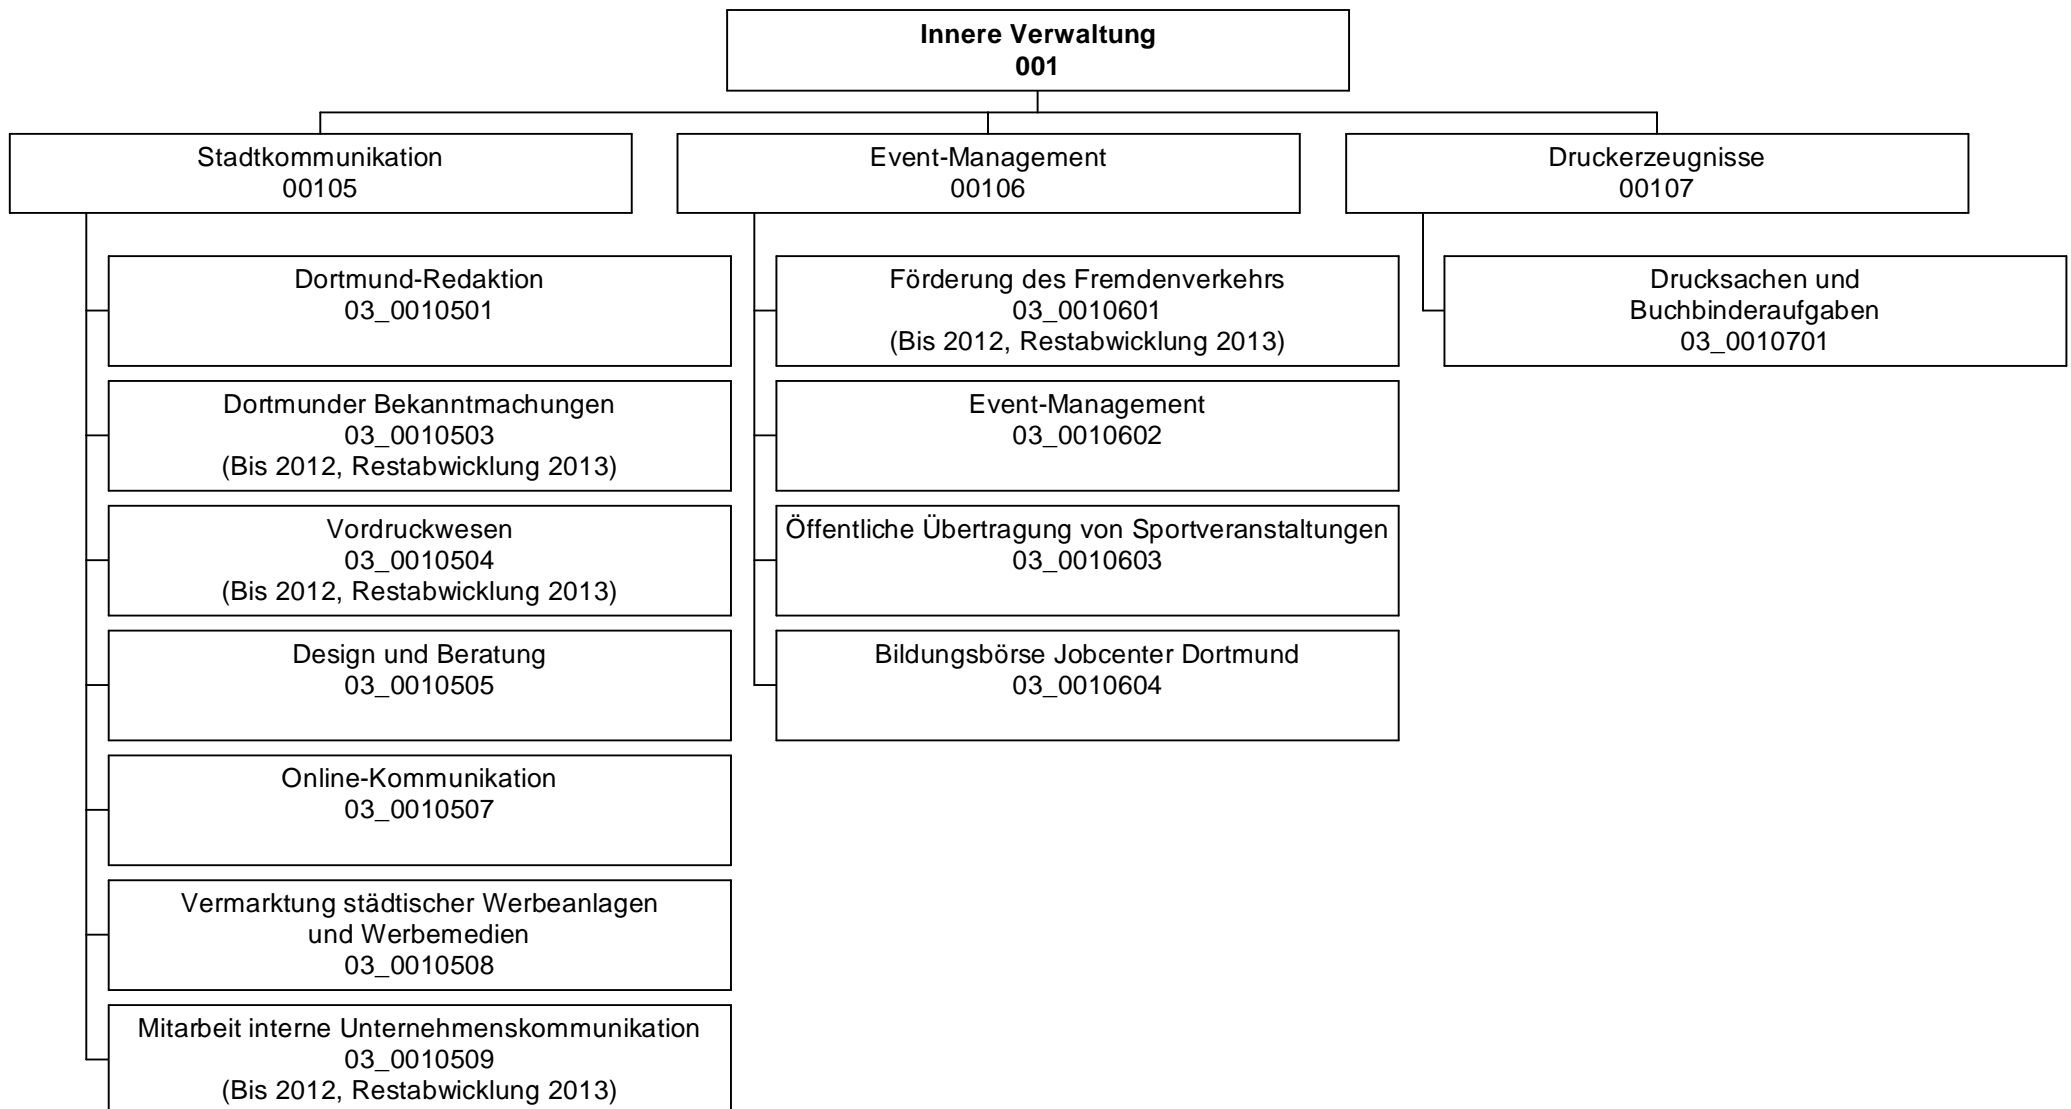 Innere Verwaltung
001
Stadtkommunikation
00105
Event-Management
00106
Druckerzeugnisse
00107
Dortmund-Redaktion
03_0010501
Dortmunder Bekanntmachungen
03_0010503
(Bis 2012, Restabwicklung 2013)
Vordruckwesen
03_0010504
(Bis 2012, Restabwicklung 2013)
Design und Beratung
03_0010505
Online-Kommunikation
03_0010507
Vermarktung städtischer Werbeanlagen
und Werbemedien
03_0010508
Mitarbeit interne Unternehmenskommunikation
03_0010509
(Bis 2012, Restabwicklung 2013)
Förderung des Fremdenverkehrs
03_0010601
(Bis 2012, Restabwicklung 2013)
Event-Management
03_0010602
Öffentliche Übertragung von Sportveranstaltungen
03_0010603
Bildungsbörse Jobcenter Dortmund
03_0010604
Drucksachen und
Buchbinderaufgaben
03_0010701